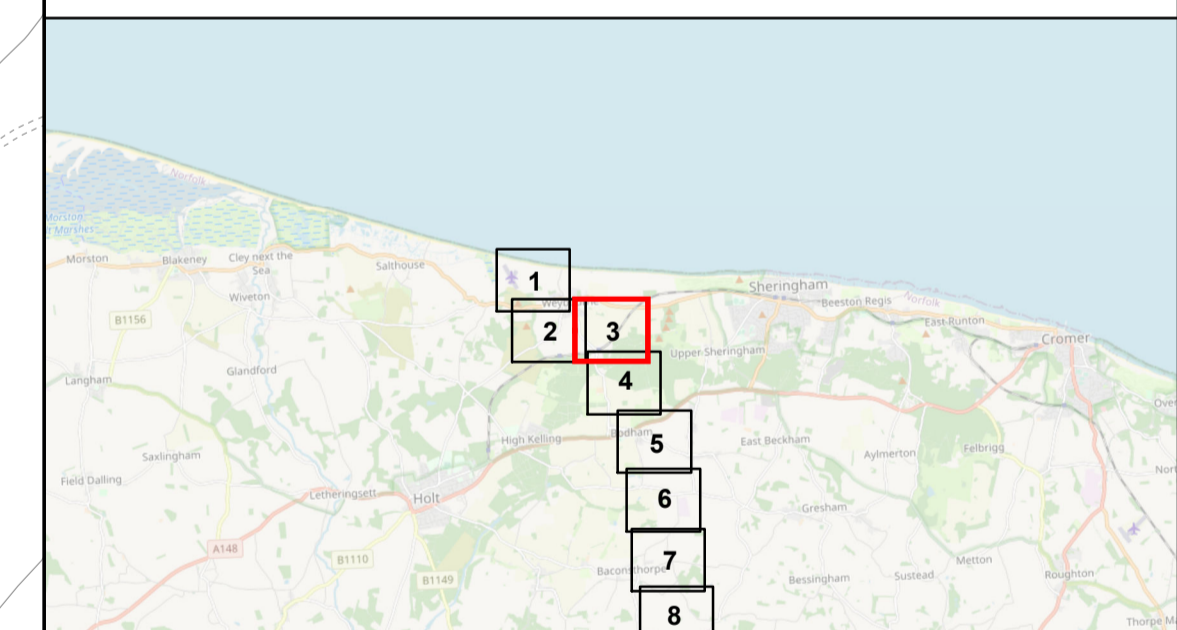 Norfolk
Morston
Marshes
Morston
Blakeney
Cley next the
Sea
Salthouse
1
Sheringham
Wiveton
Beeston Regis
Norfolk
B1156
2
3
East-Runton
Cromer
Upper Sheringham
Glandford
4
Langham
High Kelling
Bodham
5
East Beckham
Felbrigg
Aylmerton
Saxlingham
Field Dalling
Letheringsett
Holt
6
Gresham
A148
B1110
7
Metton
Baconsthorpe
B1149
Bessingham
Sustead
Roughton
8